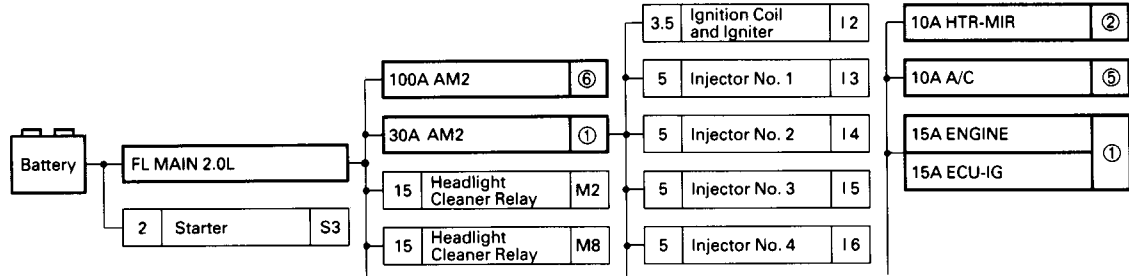 Battery
FL MAIN 2.0L
2 Starter S3
100A AM2 ⑥
30A AM2 ①
15 Headlight
Cleaner Relay M2
15 Headlight
Cleaner Relay M8
3.5 Ignition Coil
and Igniter I2
5 Injector No. 1 I3
5 Injector No. 2 I4
5 Injector No. 3 I5
5 Injector No. 4 I6
10A HTR-MIR ②
10A A/C ⑤
15A ENGINE
①
15A ECU-IG